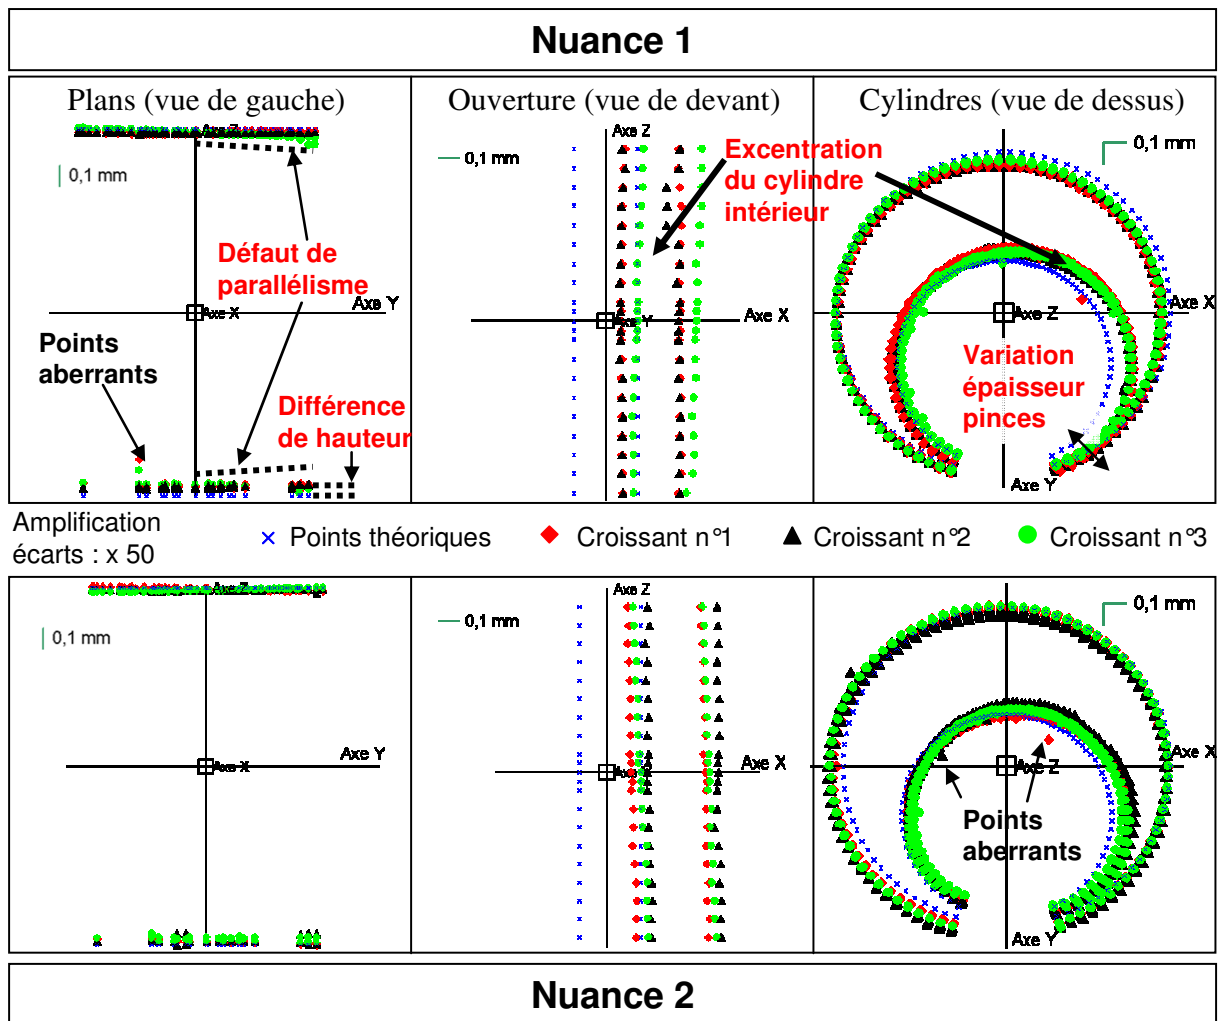 Nuance 1
Plans (vue de gauche)
Ouverture (vue de devant)
Cylindres (vue de dessus)
Axe Z
0,1 mm
Défaut de
parallélisme
Axe Y
Axe X
Points
aberrants
Différence
de hauteur
Axe Z
0,1 mm
Excentration
du cylindre
intérieur
Axe X
Axe Y
0,1 mm
Axe X
Axe Z
Variation
épaisseur
pinces
Axe Y
Amplification
écarts : x 50
Points théoriques
Croissant n°1
Croissant n°2
Croissant n°3
Axe Z
0,1 mm
Axe Y
Axe X
Axe Z
0,1 mm
Axe X
0,1 mm
Axe X
Axe Z
Points
aberrants
Axe Y
Nuance 2